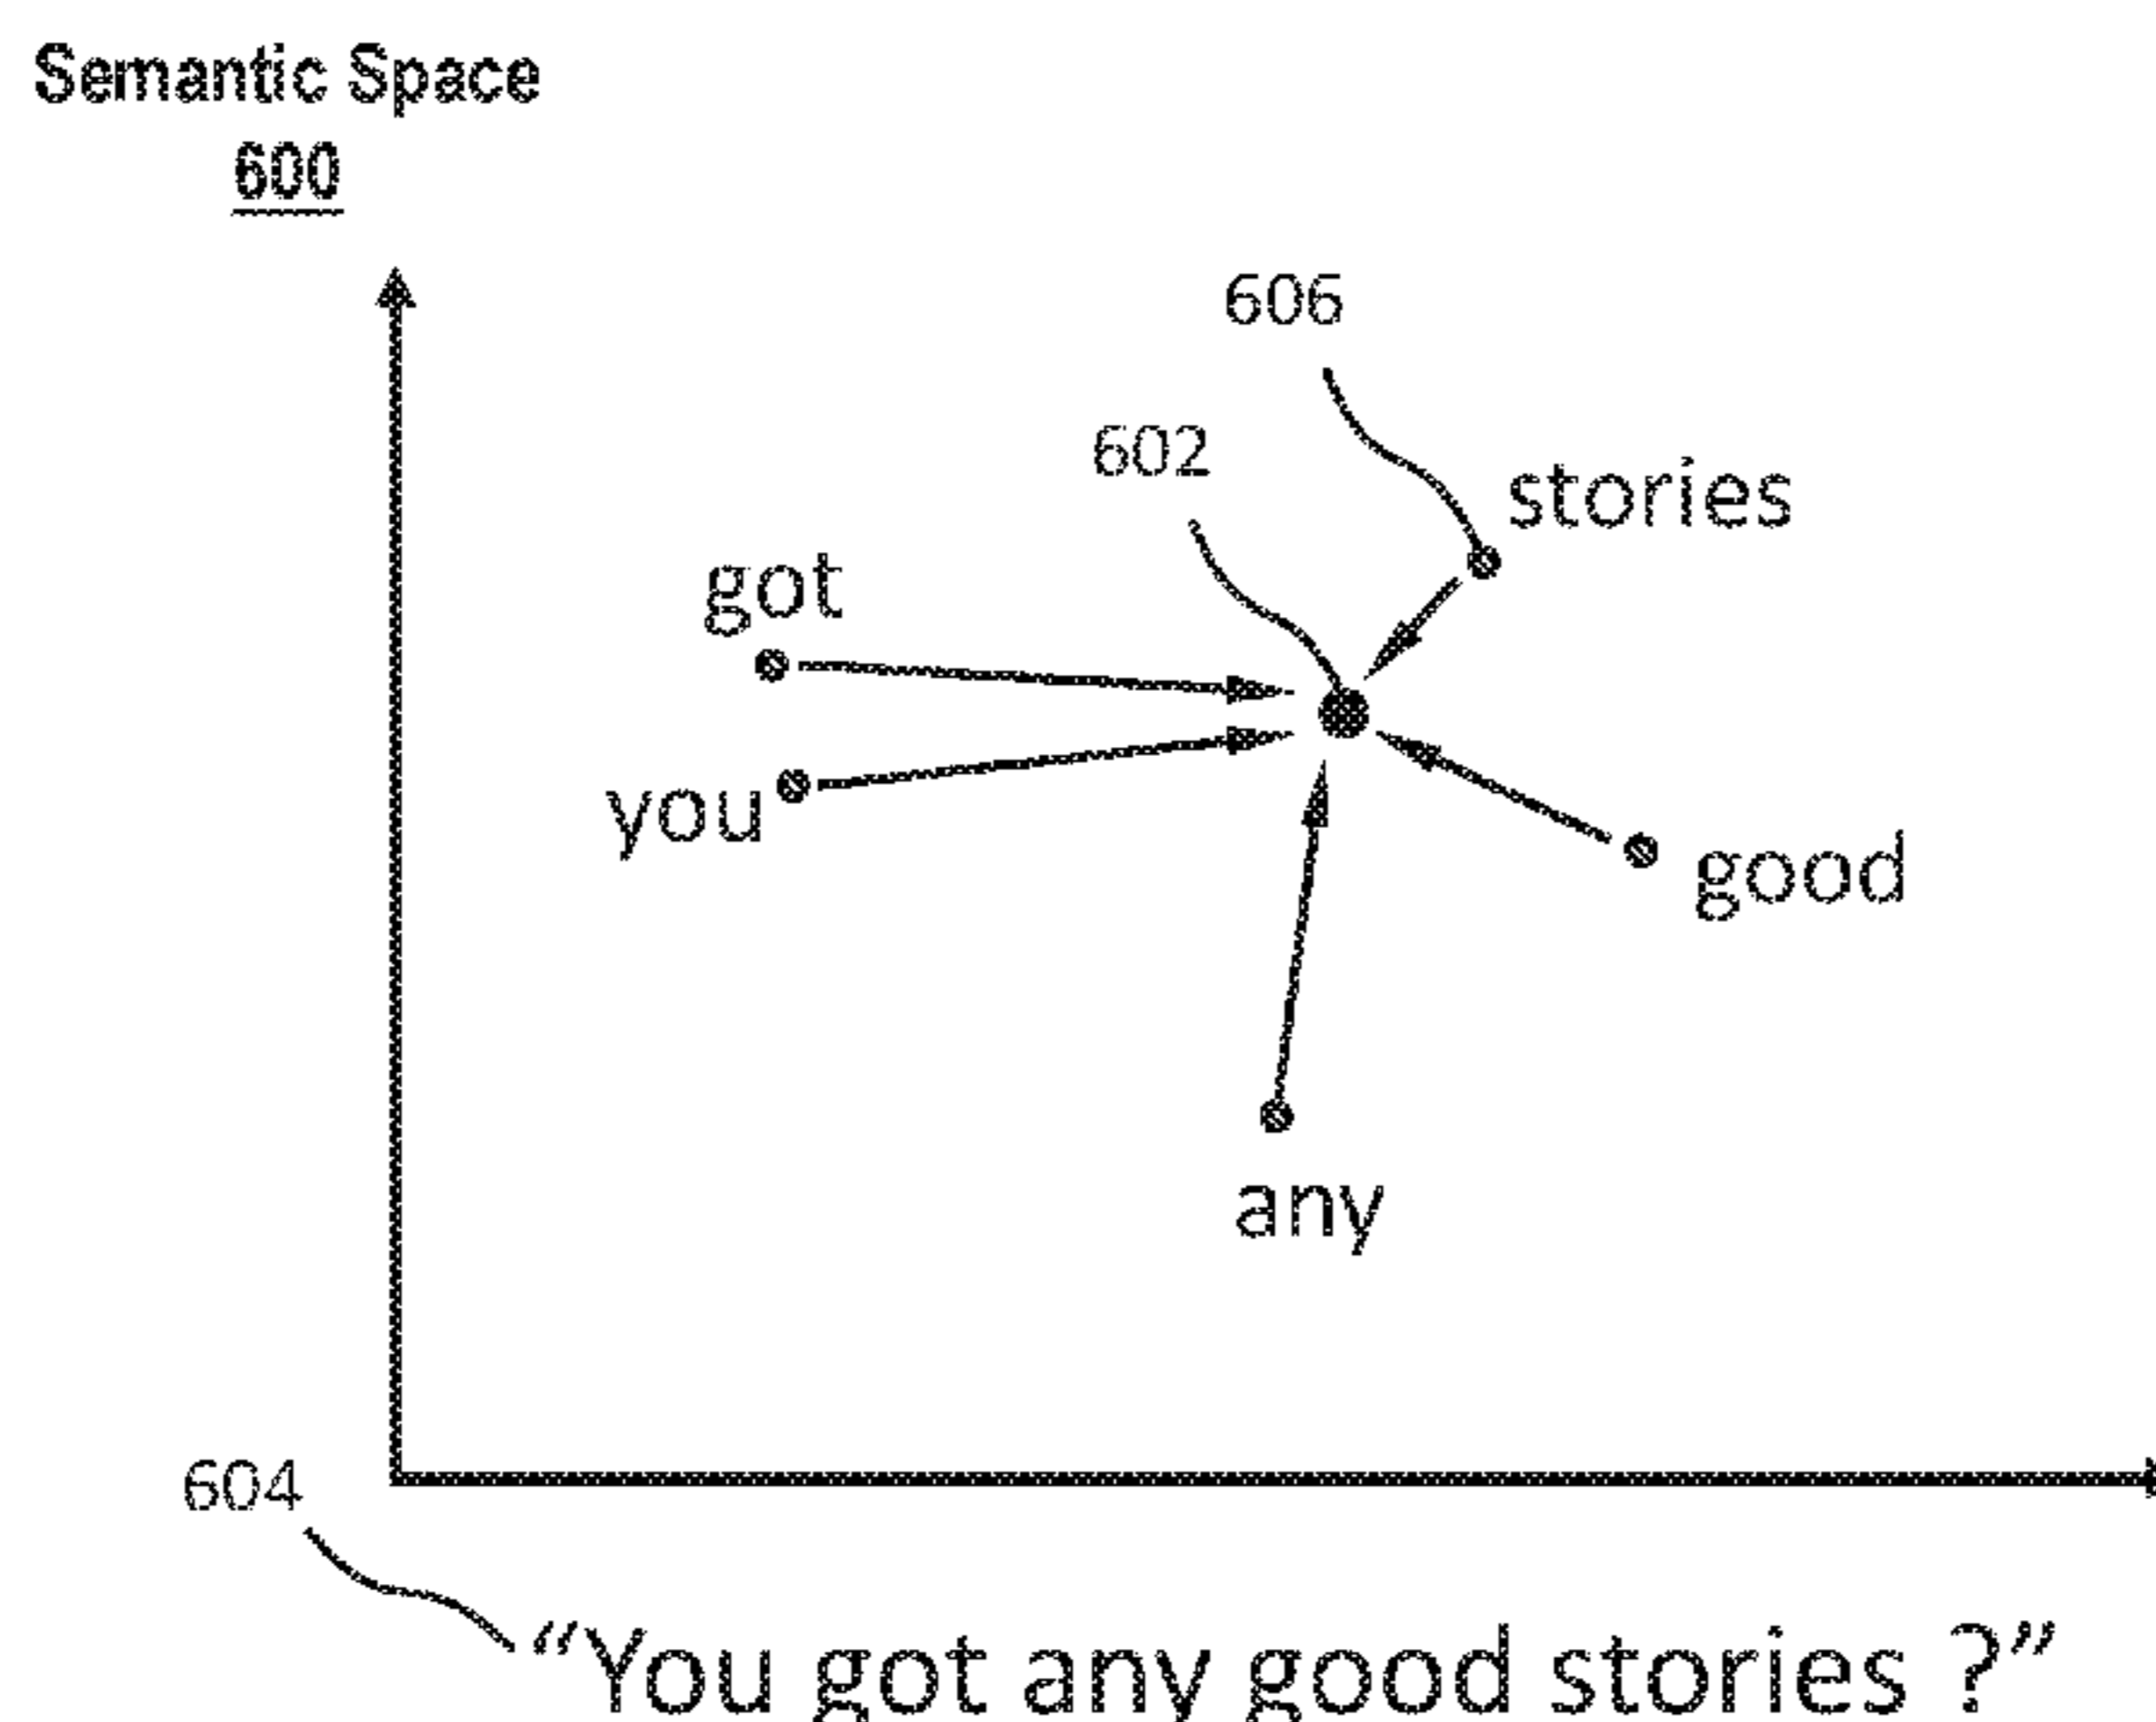 Semantic Space
600
606
602
stories
got
you
good
any
604
“You got any good stories ?”